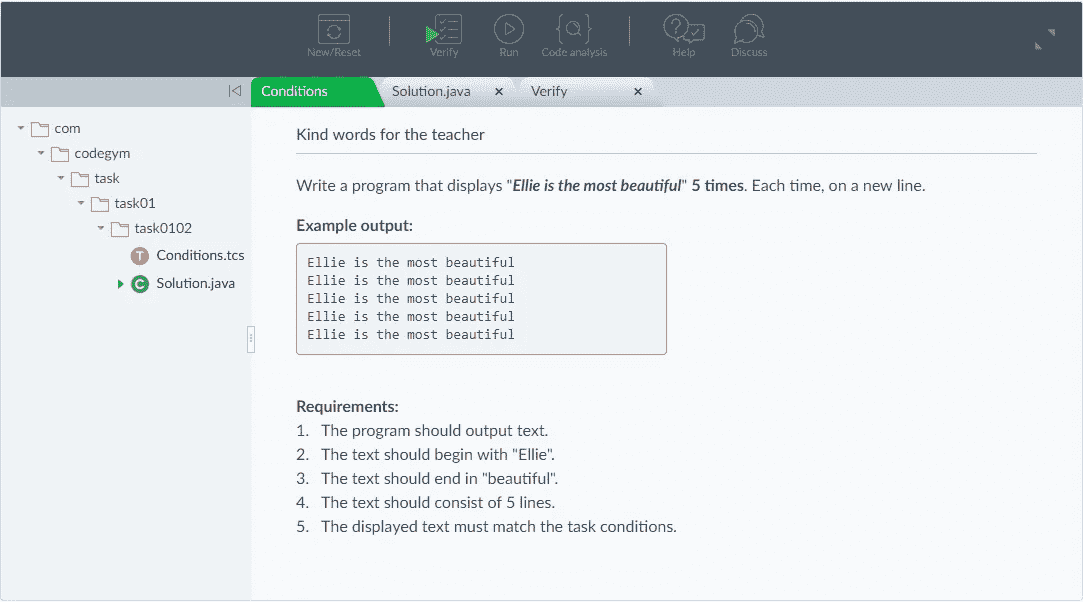 New/Reset Verify Run Code analysis Help Discuss
Conditions Solution.java × Verify ×
com
codegym
task
task01
task0102
T Conditions.tcs
C Solution.java
Kind words for the teacher
Write a program that displays "Ellie is the most beautiful" 5 times. Each time, on a new line.
Example output:
Ellie is the most beautiful
Ellie is the most beautiful
Ellie is the most beautiful
Ellie is the most beautiful
Ellie is the most beautiful
Requirements:
1. The program should output text.
2. The text should begin with "Ellie".
3. The text should end in "beautiful".
4. The text should consist of 5 lines.
5. The displayed text must match the task conditions.